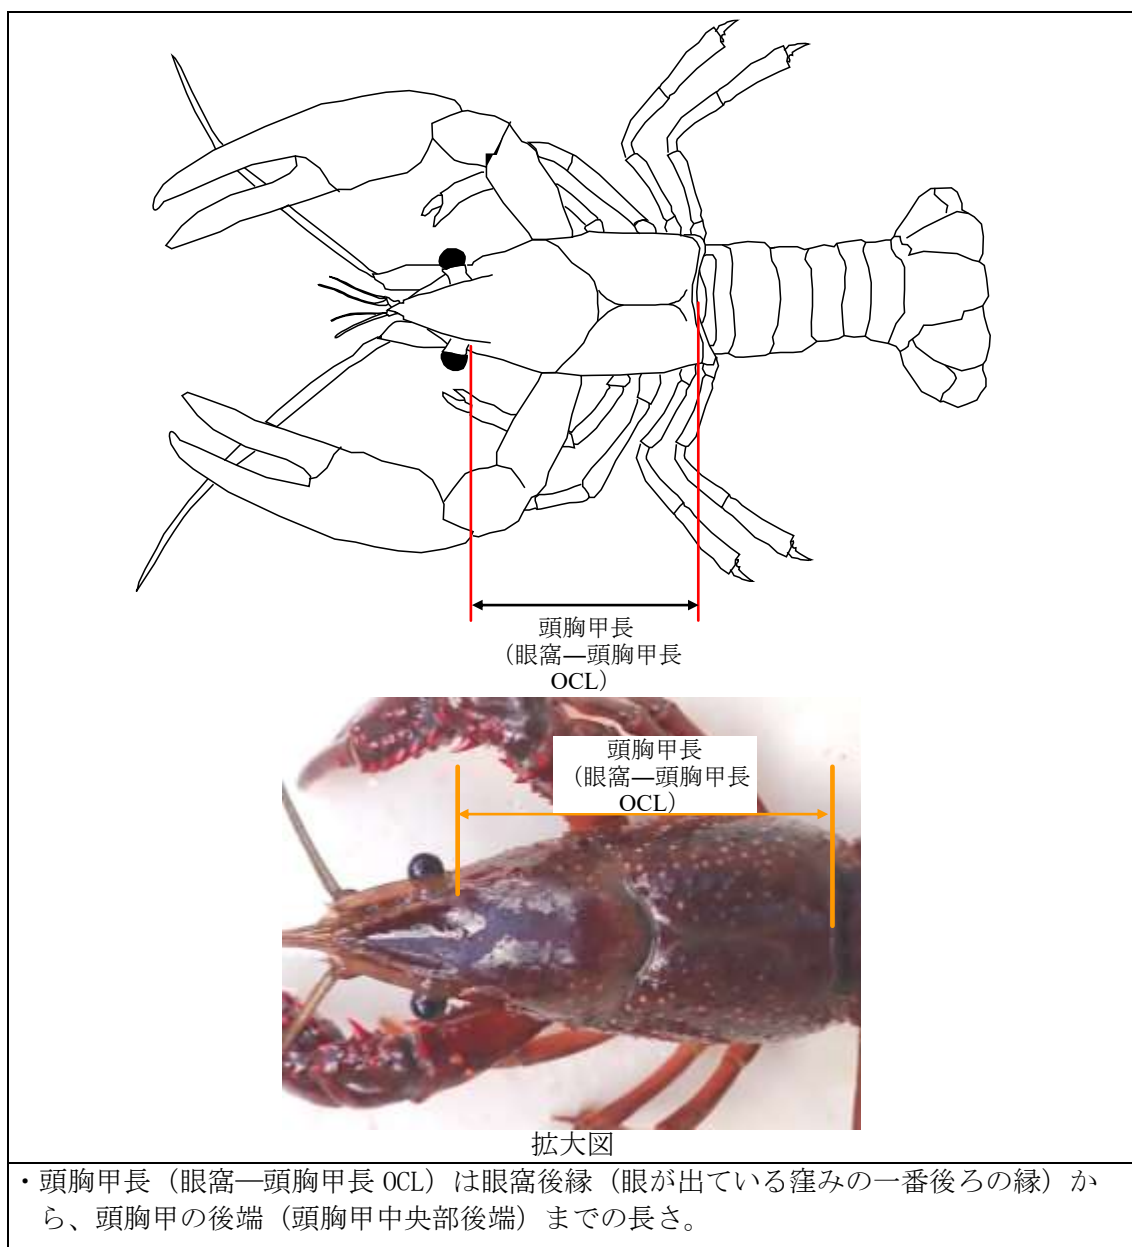 頭胸甲長
（眼窩―頭胸甲長
OCL）
頭胸甲長
（眼窩―頭胸甲長
OCL）
拡大図
・頭胸甲長（眼窩―頭胸甲長 OCL）は眼窩後縁（眼が出ている窪みの一番後ろの縁）か
ら、頭胸甲の後端（頭胸甲中央部後端）までの長さ。